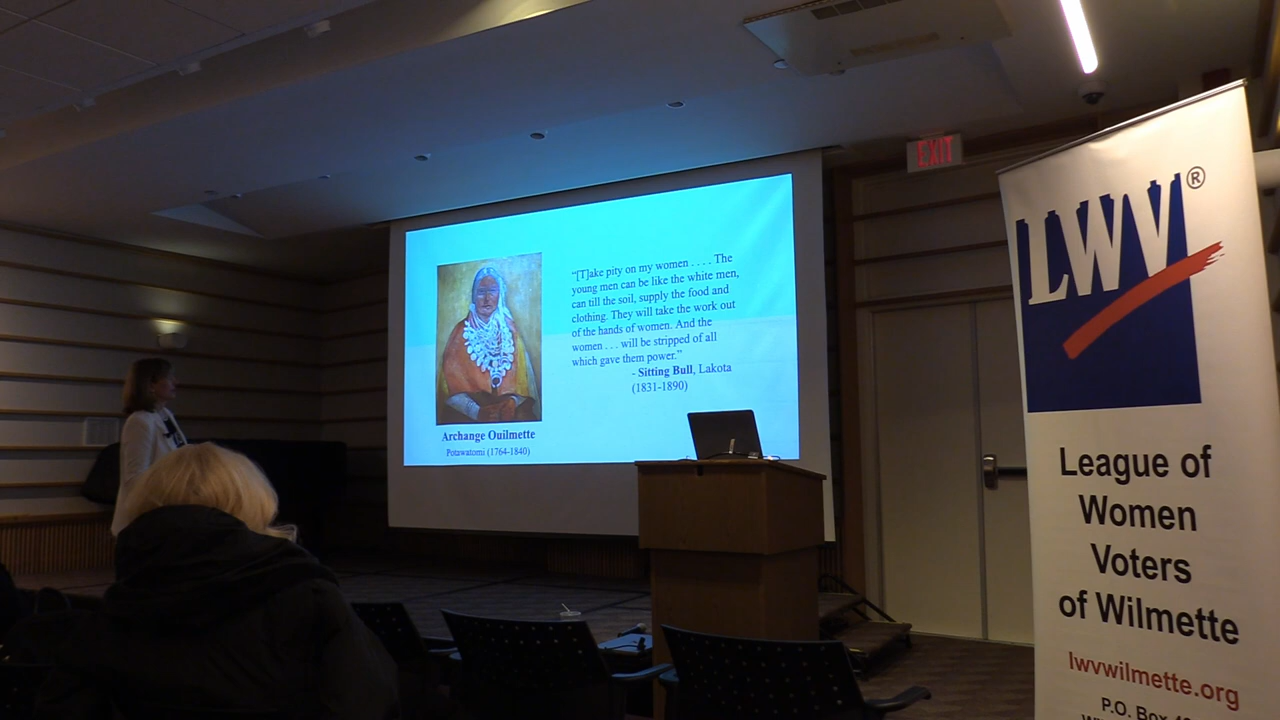 “[T]ake pity on my women . . . . The
young men can be like the white men,
can till the soil, supply the food and
clothing. They will take the work out
of the hands of women. And the
women . . . will be stripped of all
which gave them power.”
- Sitting Bull, Lakota
(1831-1890)
Archange Ouilmette
Potawatomi (1764-1840)
EXIT
LWV®
League of
Women
Voters
of Wilmette
lwvwilmette.org
P.O. Box